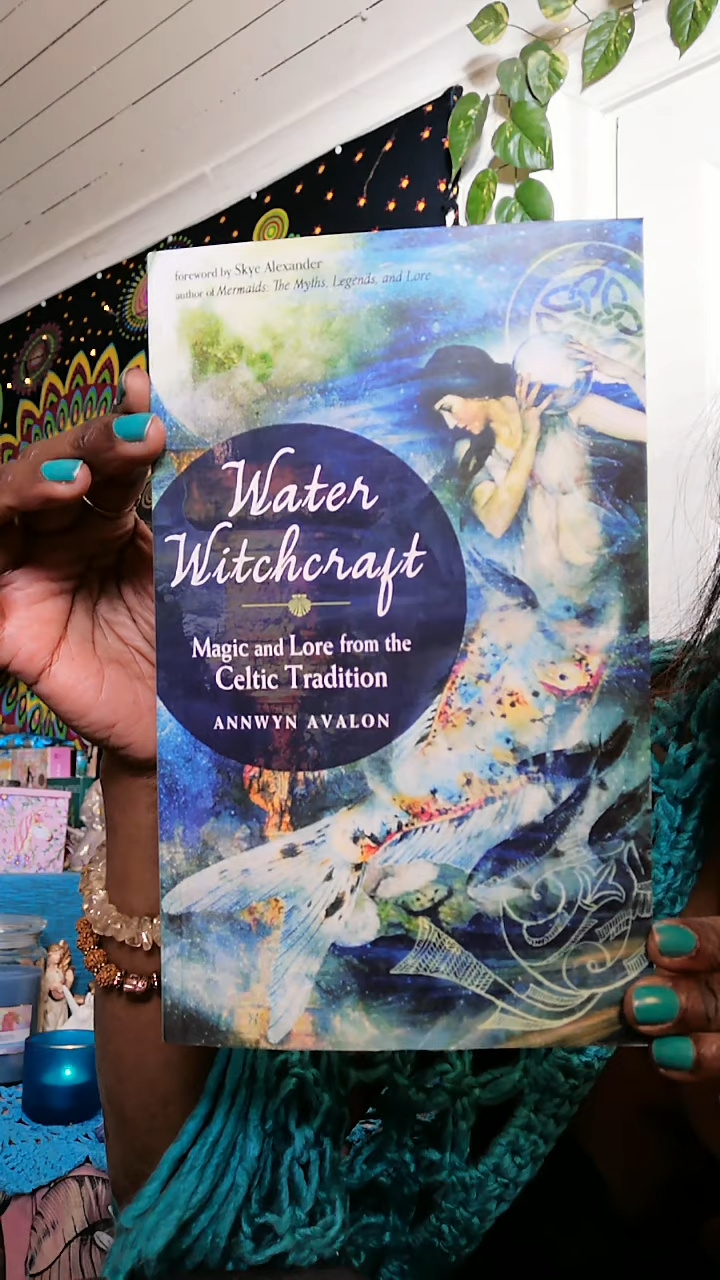 foreword by Skye Alexander
author of Mermaids: The Myths, Legends, and Lore
Water
Witchcraft
Magic and Lore from the
Celtic Tradition
ANNWYN AVALON